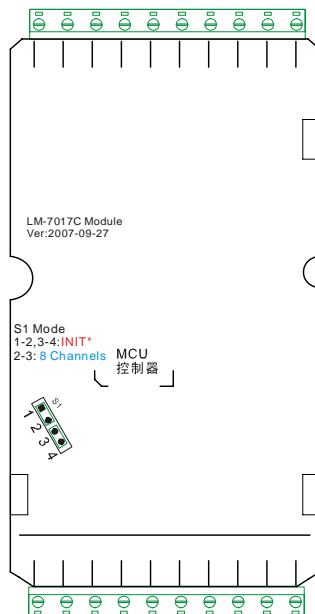 LM-7017C Module
Ver:2007-09-27
S1 Mode
1-2,3-4:INIT*
2-3: 8 Channels
MCU
控制器
S1
1 2 3 4